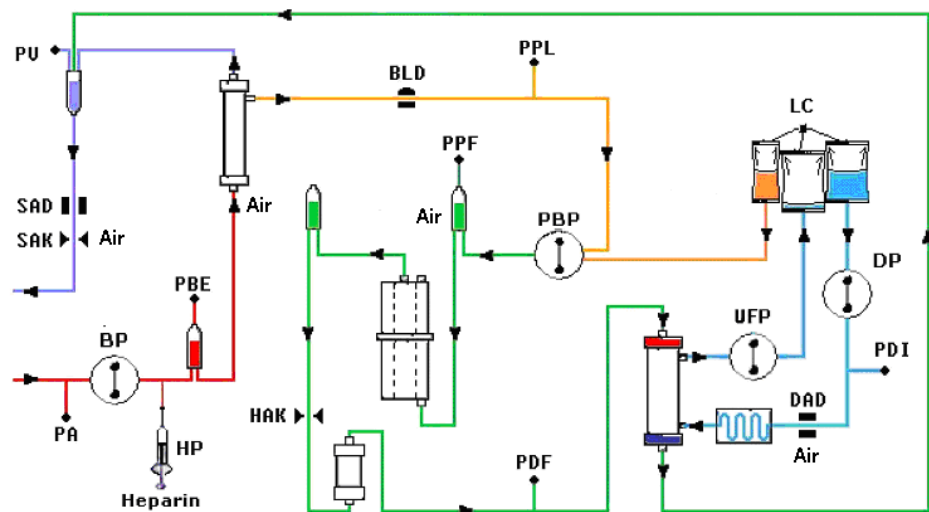 PV
PPL
BLD
LC
PPF
SAD
Air
Air
PBP
SAK
Air
DP
PBE
UFP
BP
PDI
DAD
PA
HAK
HP
Air
PDF
Heparin